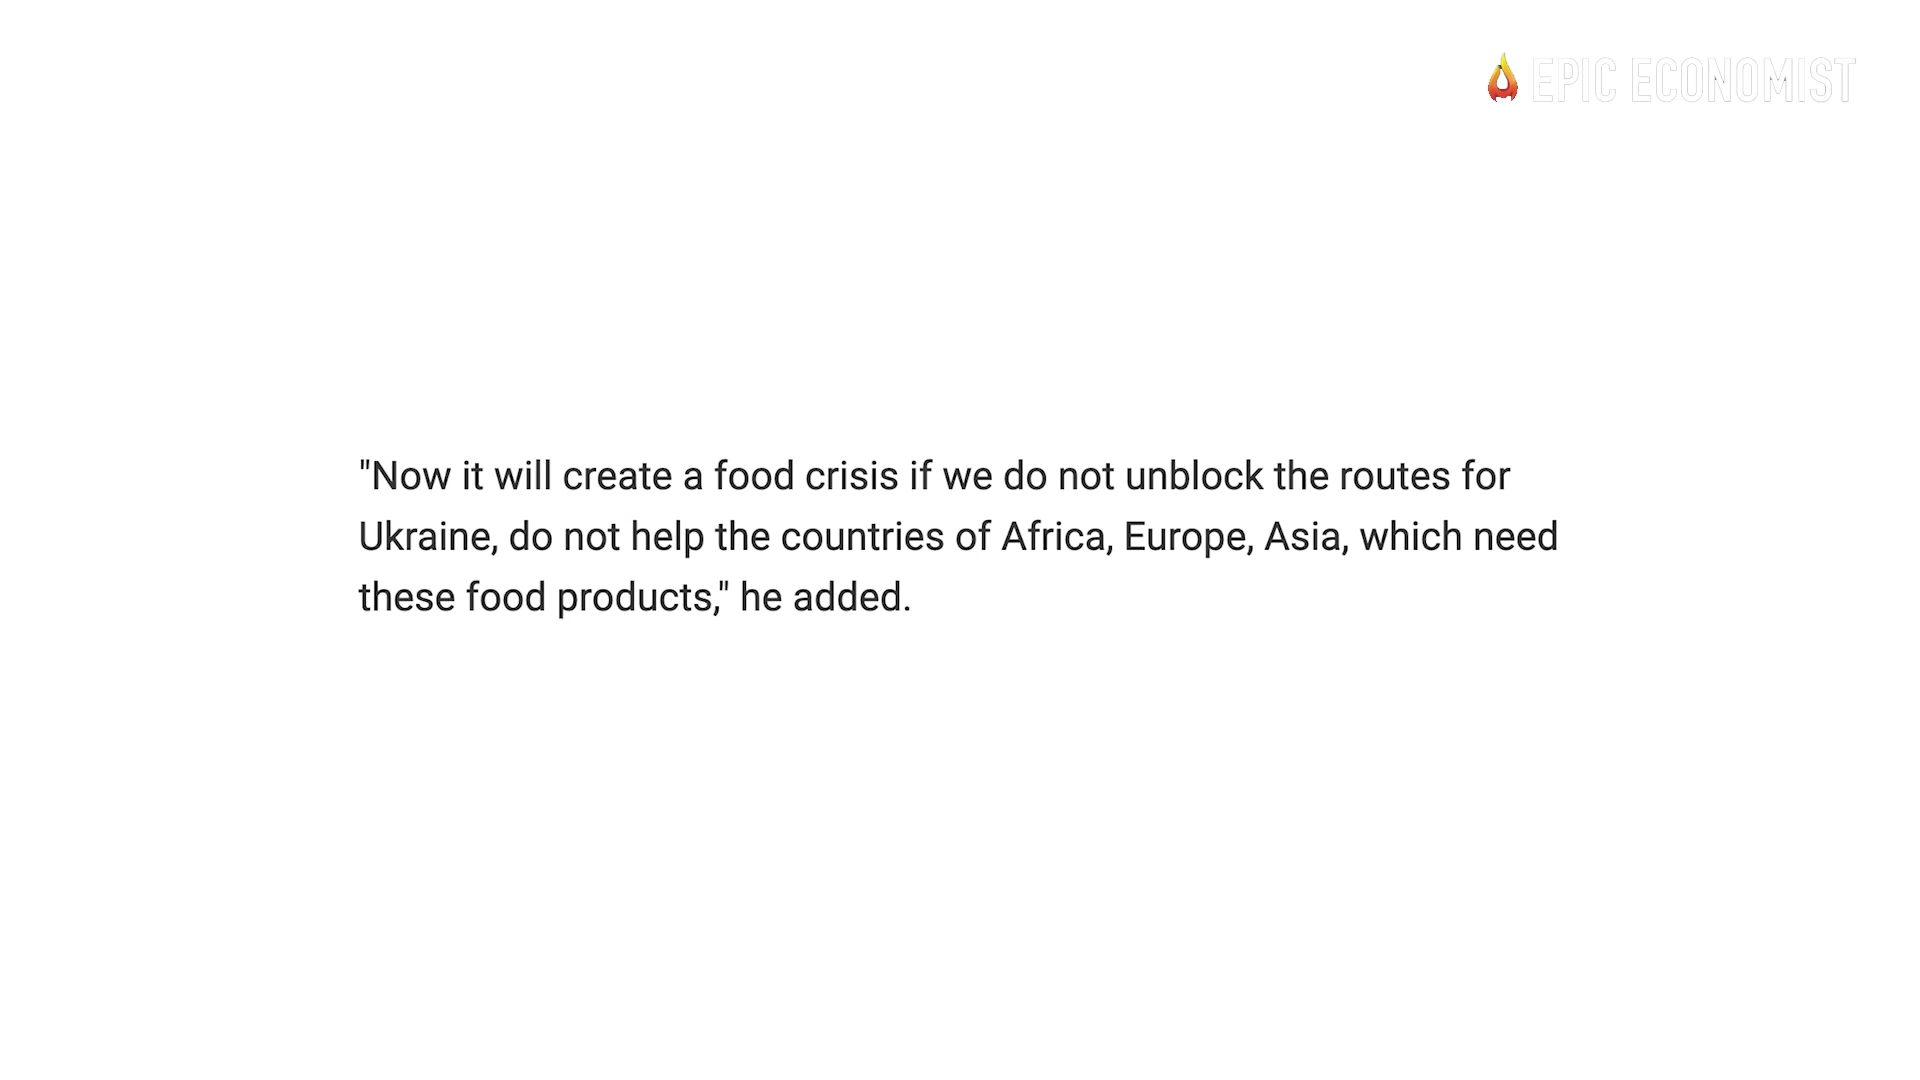 EPIC ECONOMIST
"Now it will create a food crisis if we do not unblock the routes for
Ukraine, do not help the countries of Africa, Europe, Asia, which need
these food products," he added.